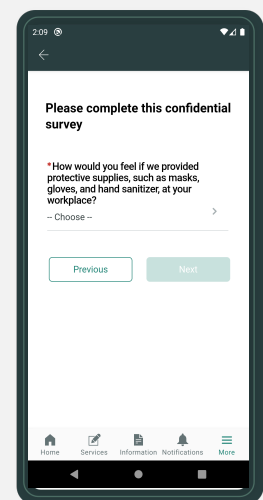 2:09
Please complete this confidential
survey
*How would you feel if we provided
protective supplies, such as masks,
gloves, and hand sanitizer, at your
workplace?
-- Choose --
Previous Next
Home Services Information Notifications More